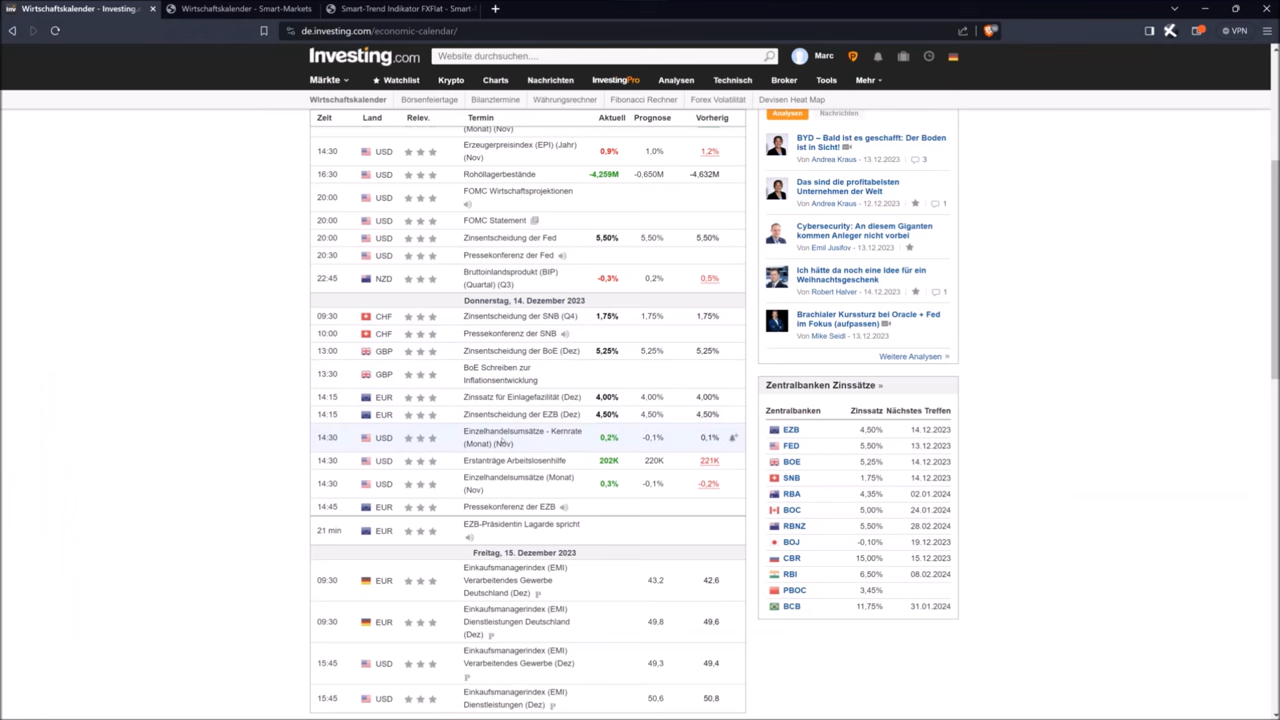 Wirtschaftskalender - Investing.
Wirtschaftskalender - Smart-Markets
Smart-Trend Indikator FXFlat - Smart-
de.investing.com/economic-calendar/
VPN
Investing.com
Website durchsuchen....
Marc
Märkte
Watchlist
Krypto
Charts
Nachrichten
InvestingPro
Analysen
Technisch
Broker
Tools
Mehr
Wirtschaftskalender
Börsenfeiertage
Bilanztermine
Währungsrechner
Fibonacci Rechner
Forex Volatilität
Devisen Heat Map
Zeit Land Relev. Termin Aktuell Prognose Vorherig
(Monat) (Nov)
14:30 USD Erzeugerpreisindex (EPI) (Jahr) 0,9% 1,0% 1,2%
(Nov)
16:30 USD Rohöllagerbestände -4,259M -0,650M -4,632M
20:00 USD FOMC Wirtschaftsprojektionen
20:00 USD FOMC Statement
20:00 USD Zinsentscheidung der Fed 5,50% 5,50% 5,50%
20:30 USD Pressekonferenz der Fed
22:45 NZD Bruttoinlandsprodukt (BIP) -0,3% 0,2% 0,5%
(Quartal) (Q3)
Donnerstag, 14. Dezember 2023
09:30 CHF Zinsentscheidung der SNB (Q4) 1,75% 1,75% 1,75%
10:00 CHF Pressekonferenz der SNB
13:00 GBP Zinsentscheidung der BoE (Dez) 5,25% 5,25% 5,25%
13:30 GBP BoE Schreiben zur
Inflationsentwicklung
14:15 EUR Zinssatz für Einlagefazilität (Dez) 4,00% 4,00% 4,00%
14:15 EUR Zinsentscheidung der EZB (Dez) 4,50% 4,50% 4,50%
14:30 USD Einzelhandelsumsätze - Kernrate 0,2% -0,1% 0,1%
(Monat) (Nov)
14:30 USD Erstanträge Arbeitslosenhilfe 202K 220K 221K
14:30 USD Einzelhandelsumsätze (Monat) 0,3% -0,1% -0,2%
(Nov)
14:45 EUR Pressekonferenz der EZB
21 min EUR EZB-Präsidentin Lagarde spricht
Freitag, 15. Dezember 2023
09:30 EUR Einkaufsmanagerindex (EMI) 43,2 42,6
Verarbeitendes Gewerbe
Deutschland (Dez) P
09:30 EUR Einkaufsmanagerindex (EMI) 49,8 49,6
Dienstleistungen Deutschland
(Dez) P
15:45 USD Einkaufsmanagerindex (EMI) 49,3 49,4
Verarbeitendes Gewerbe (Dez)
P
15:45 USD Einkaufsmanagerindex (EMI) 50,6 50,8
Dienstleistungen (Dez) P
Analysen Nachrichten
BYD – Bald ist es geschafft: Der Boden
ist in Sicht!
Von Andrea Kraus - 13.12.2023 3
Das sind die profitabelsten
Unternehmen der Welt
Von Andrea Kraus - 12.12.2023 1
Cybersecurity: An diesem Giganten
kommen Anleger nicht vorbei
Von Emil Jusifov - 13.12.2023
Ich hätte da noch eine Idee für ein
Weihnachtsgeschenk
Von Robert Halver - 14.12.2023 1
Brachialer Kurssturz bei Oracle + Fed
im Fokus (aufpassen)
Von Mike Seidl - 13.12.2023
Weitere Analysen »
Zentralbanken Zinssätze »
Zentralbanken Zinssatz Nächstes Treffen
EZB 4,50% 14.12.2023
FED 5,50% 13.12.2023
BOE 5,25% 14.12.2023
SNB 1.75% 14.12.2023
RBA 4,35% 02.01.2024
BOC 5,00% 24.01.2024
RBNZ 5,50% 28.02.2024
BOJ -0,10% 19.12.2023
CBR 15,00% 15.12.2023
RBI 6,50% 08.02.2024
PBOC 3,45%
BCB 11,75% 31.01.2024